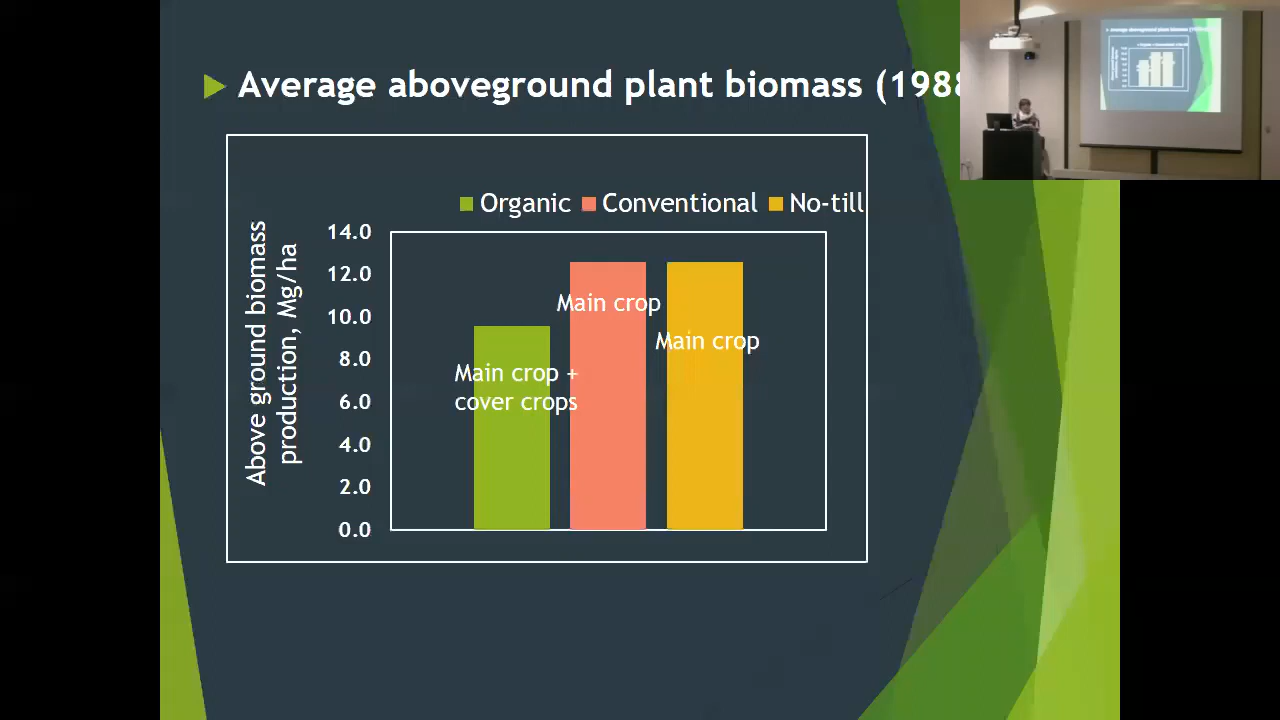 Average aboveground plant biomass (198
Organic Conventional No-till
Above ground biomass
production, Mg/ha
14.0
12.0
10.0
8.0
6.0
4.0
2.0
0.0
Main crop
Main crop
Main crop +
cover crops